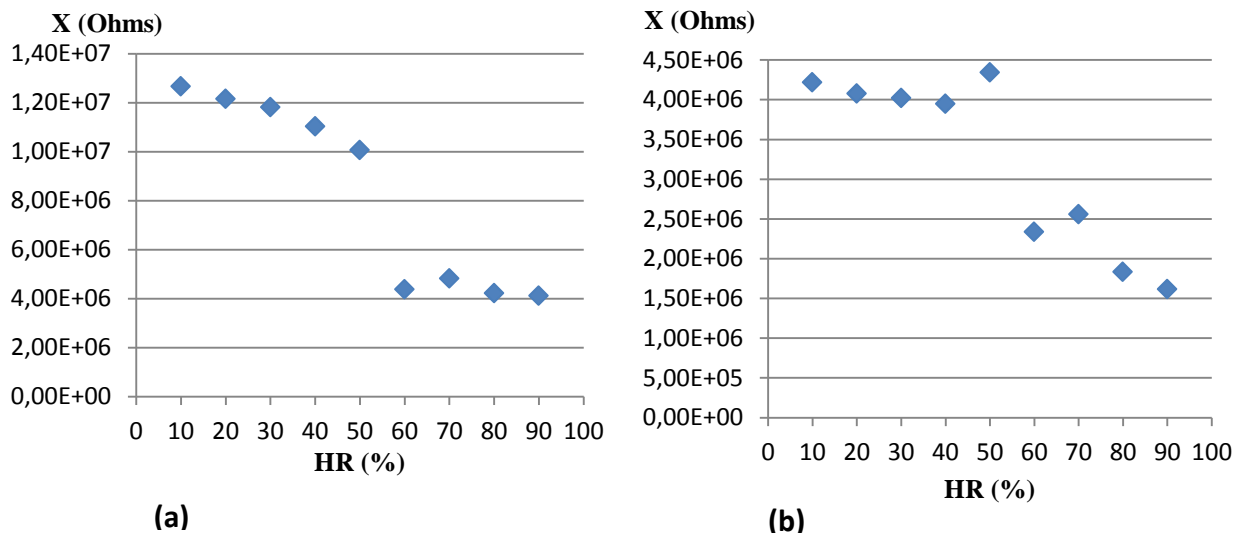 X (Ohms)
1,40E+07
1,20E+07
1,00E+07
8,00E+06
6,00E+06
4,00E+06
2,00E+06
0,00E+00
0 10 20 30 40 50 60 70 80 90 100
HR (%)
(a)
X (Ohms)
4,50E+06
4,00E+06
3,50E+06
3,00E+06
2,50E+06
2,00E+06
1,50E+06
1,00E+06
5,00E+05
0,00E+00
0 10 20 30 40 50 60 70 80 90 100
HR (%)
(b)